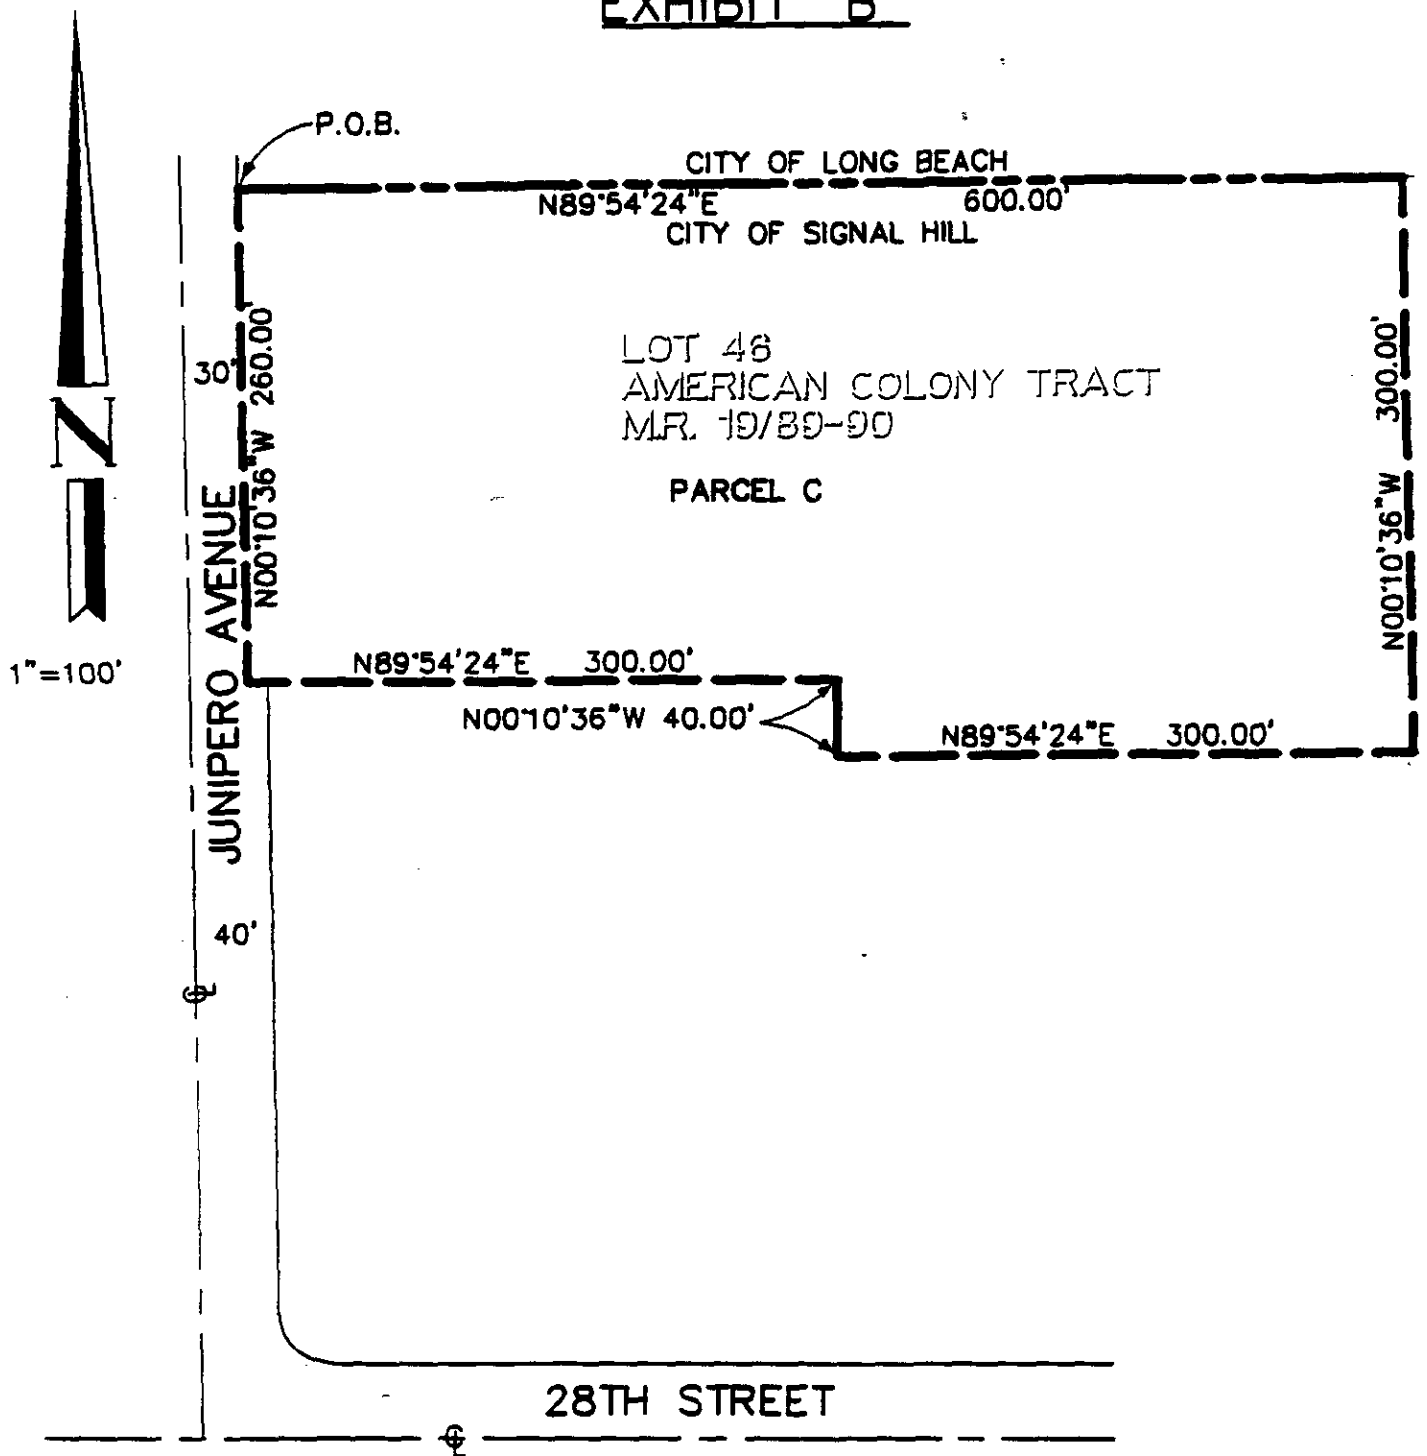 EXHIBIT "B"
P.O.B.
CITY OF LONG BEACH
N89°54'24"E 600.00'
CITY OF SIGNAL HILL
N
1"=100'
30'
N00°10'36"W 260.00'
LOT 46
AMERICAN COLONY TRACT
M.R. 19/89-90
PARCEL C
N00°10'36"W 300.00'
JUNIPERO AVENUE
N89°54'24"E 300.00'
N00°10'36"W 40.00'
N89°54'24"E 300.00'
40'
℄
28TH STREET
℄